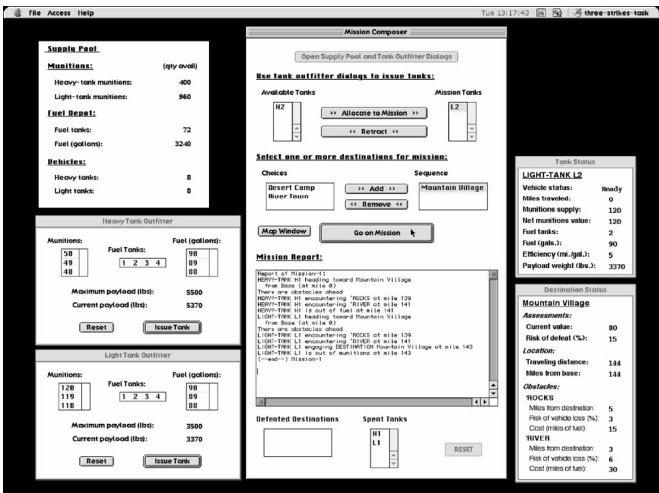 File Access Help
Tue 13:17:43 three-strikes-task
Supply Pool
Munitions: (qty avail)
Heavy-tank munitions: 400
Light-tank munitions: 960
Fuel Depot:
Fuel tanks: 72
Fuel (gallons): 3240
Vehicles:
Heavy tanks: 8
Light tanks: 8
Heavy Tank Outfitter
Munitions: Fuel Tanks: Fuel (gallons):
50 1 2 3 4 90
49 89
48 88
Maximum payload (lbs): 5500
Current payload (lbs): 5370
Reset Issue Tank
Light Tank Outfitter
Munitions: Fuel Tanks: Fuel (gallons):
120 1 2 3 4 90
119 89
118 88
Maximum payload (lbs): 3500
Current payload (lbs): 3370
Reset Issue Tank
Mission Composer
Open Supply Pool and Tank Outfitter Dialogs
Use tank outfitter dialogs to issue tanks:
Available Tanks Mission Tanks
H2 >> Allocate to Mission >> L2
<< Retract <<
Select one or more destinations for mission:
Choices Sequence
Desert Camp >> Add >> Mountain Village
River Town << Remove <<
Map Window Go on Mission
Mission Report:
Report of Mission-1:
HEAVY-TANK H1 heading toward Mountain Village
from Base (at mile 0)
There are obstacles ahead
HEAVY-TANK H1 encountering 'ROCKS at mile 139
HEAVY-TANK H1 encountering 'RIVER at mile 141
HEAVY-TANK H1 is out of fuel at mile 141
LIGHT-TANK L1 heading toward Mountain Village
from Base (at mile 0)
There are obstacles ahead
LIGHT-TANK L1 encountering 'ROCKS at mile 139
LIGHT-TANK L1 encountering 'RIVER at mile 141
LIGHT-TANK L1 engaging DESTINATION Mountain Village at mile 143
LIGHT-TANK L1 is out of munitions at mile 143
(--end--) Mission-1
Defeated Destinations Spent Tanks
H1
L1
RESET
Tank Status
LIGHT-TANK L2
Vehicle status: Ready
Miles traveled: 0
Munitions supply: 120
Net munitions value: 120
Fuel tanks: 2
Fuel (gals.): 90
Efficiency (mi./gal.): 5
Payload weight (lbs.): 3370
Destination Status
Mountain Village
Assessments:
Current value: 80
Risk of defeat (%): 15
Location:
Traveling distance: 144
Miles from base: 144
Obstacles:
'ROCKS
Miles from destination: 5
Risk of vehicle loss (%): 3
Cost (miles of fuel): 15
'RIVER
Miles from destination: 3
Risk of vehicle loss (%): 6
Cost (miles of fuel): 30